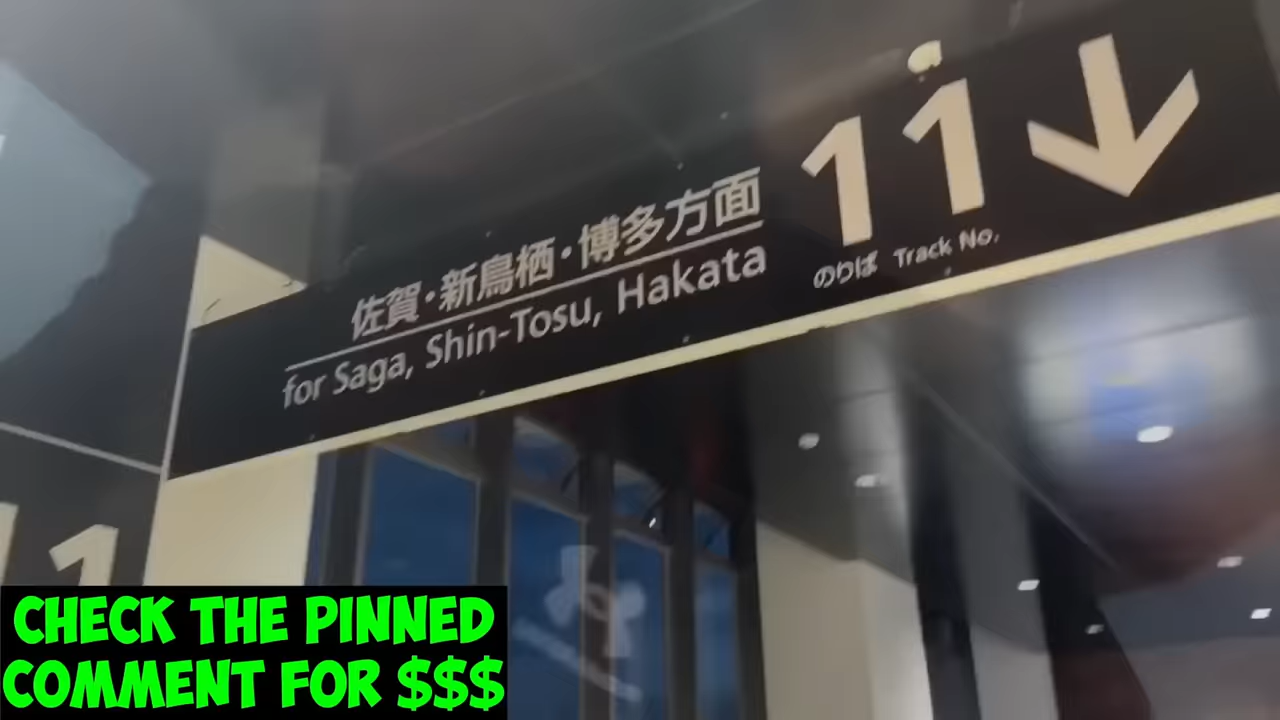 佐賀・新鳥栖・博多方面
for Saga, Shin-Tosu, Hakata
11↓
のりば Track No.
1
CHECK THE PINNED
COMMENT FOR $$$